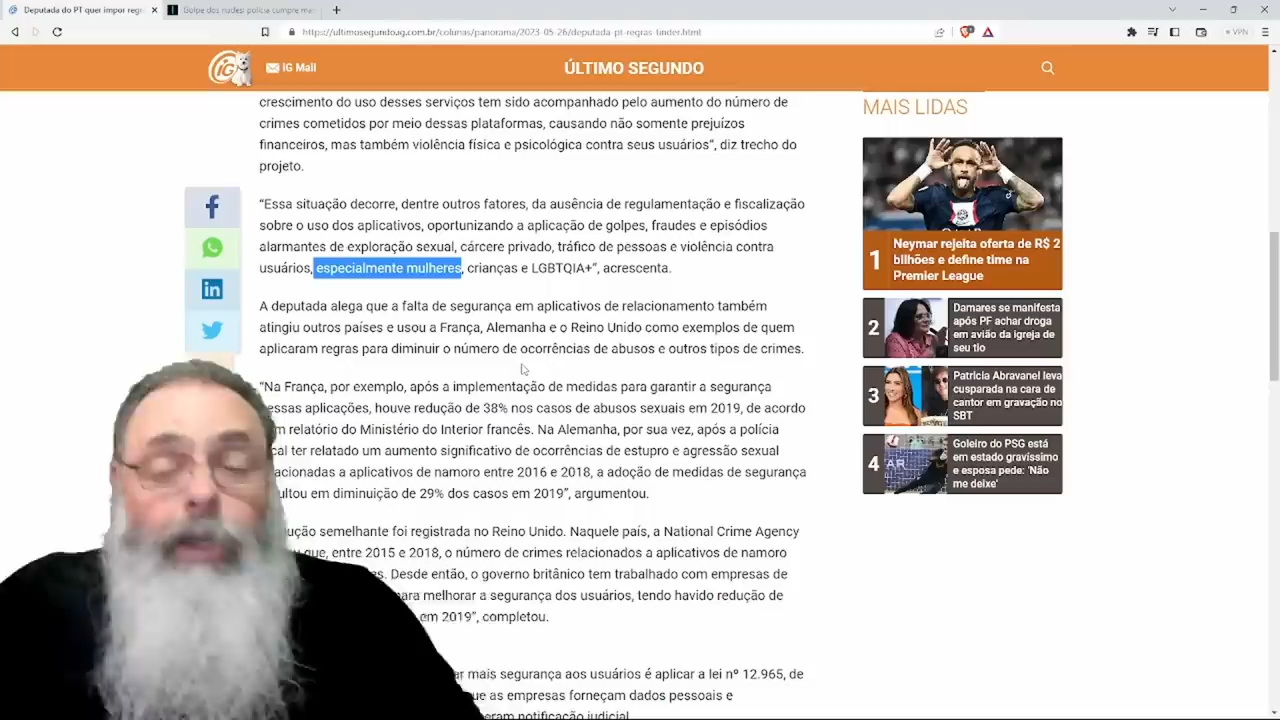 Deputada do PT quer impor regr
Golpe dos nudes: polícia cumpre ma
https://ultimosegundo.ig.com.br/colunas/panorama/2023-05-26/deputada-pt-regras-tinder.html
VPN
iG
iG Mail
ÚLTIMO SEGUNDO
crescimento do uso desses serviços tem sido acompanhado pelo aumento do número de
crimes cometidos por meio dessas plataformas, causando não somente prejuízos
financeiros, mas também violência física e psicológica contra seus usuários", diz trecho do
projeto.
"Essa situação decorre, dentre outros fatores, da ausência de regulamentação e fiscalização
sobre o uso dos aplicativos, oportunizando a aplicação de golpes, fraudes e episódios
alarmantes de exploração sexual, cárcere privado, tráfico de pessoas e violência contra
usuários, especialmente mulheres, crianças e LGBTQIA+", acrescenta.
A deputada alega que a falta de segurança em aplicativos de relacionamento também
atingiu outros países e usou a França, Alemanha e o Reino Unido como exemplos de quem
aplicaram regras para diminuir o número de ocorrências de abusos e outros tipos de crimes.
"Na França, por exemplo, após a implementação de medidas para garantir a segurança
essas aplicações, houve redução de 38% nos casos de abusos sexuais em 2019, de acordo
m relatório do Ministério do Interior francês. Na Alemanha, por sua vez, após a polícia
cal ter relatado um aumento significativo de ocorrências de estupro e agressão sexual
acionadas a aplicativos de namoro entre 2016 e 2018, a adoção de medidas de segurança
ultou em diminuição de 29% dos casos em 2019", argumentou.
ução semelhante foi registrada no Reino Unido. Naquele país, a National Crime Agency
u que, entre 2015 e 2018, o número de crimes relacionados a aplicativos de namoro
es. Desde então, o governo britânico tem trabalhado com empresas de
para melhorar a segurança dos usuários, tendo havido redução de
em 2019", completou.
ar mais segurança aos usuários é aplicar a lei nº 12.965, de
ue as empresas forneçam dados pessoais e
eram notificação judicial.
MAIS LIDAS
1
Neymar rejeita oferta de R$ 2
bilhões e define time na
Premier League
2
Damares se manifesta
após PF achar droga
em avião da igreja de
seu tio
3
Patricia Abravanel leva
cusparada na cara de
cantor em gravação no
SBT
4
Goleiro do PSG está
em estado gravíssimo
e esposa pede: 'Não
me deixe'